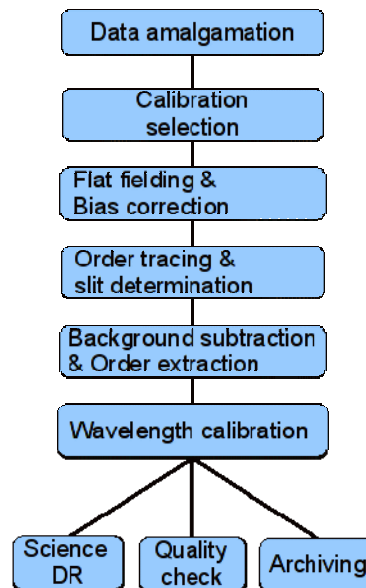 Data amalgamation
Calibration
selection
Flat fielding &
Bias correction
Order tracing &
slit determination
Background subtraction
& Order extraction
Wavelength calibration
Science
DR
Quality
check
Archiving